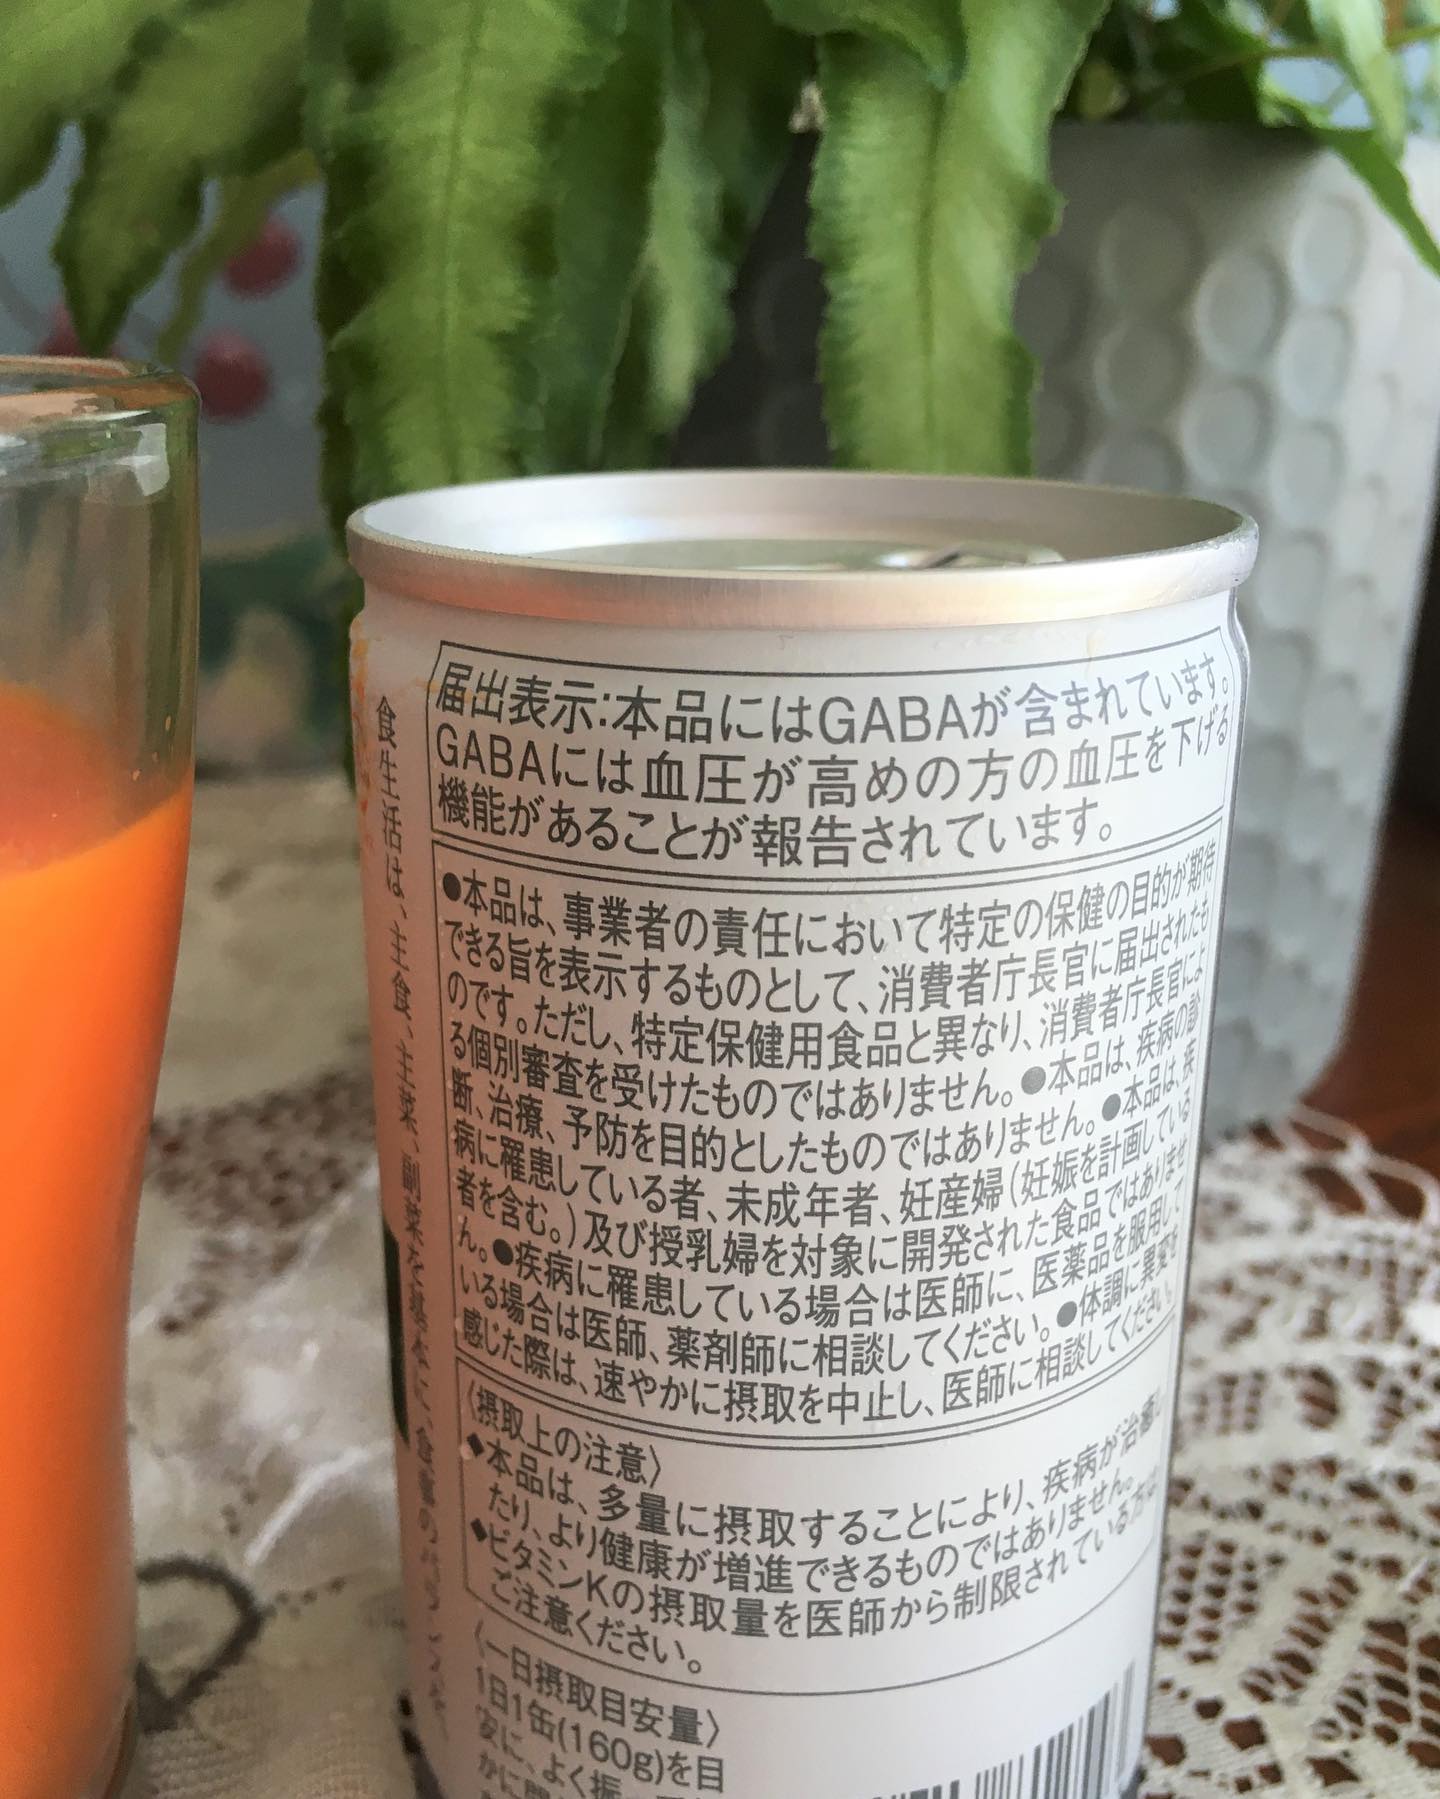 届出表示:本品にはGABAが含まれています。
GABAには血圧が高めの方の血圧を下げる
機能があることが報告されています。
●本品は、事業者の責任において特定の保健の目的が期待
できる旨を表示するものとして、消費者庁長官に届出されたも
のです。ただし、特定保健用食品と異なり、消費者庁長官によ
る個別審査を受けたものではありません。●本品は、疾病の診
断、治療、予防を目的としたものではありません。●本品は、疾
病に罹患している者、未成年者、妊産婦(妊娠を計画している
者を含む。)及び授乳婦を対象に開発された食品ではありませ
ん。●疾病に罹患している場合は医師に、医薬品を服用して
いる場合は医師、薬剤師に相談してください。●体調に異変を
感じた際は、速やかに摂取を中止し、医師に相談してください。
〈摂取上の注意〉
◆本品は、多量に摂取することにより、疾病が治癒し
たり、より健康が増進できるものではありません。
◆ビタミンKの摂取量を医師から制限されている方は
ご注意ください。
〈一日摂取目安量〉
1日1缶(160g)を目
安に、よく振
食生活は、主食、主菜、副菜を基本に、食事の